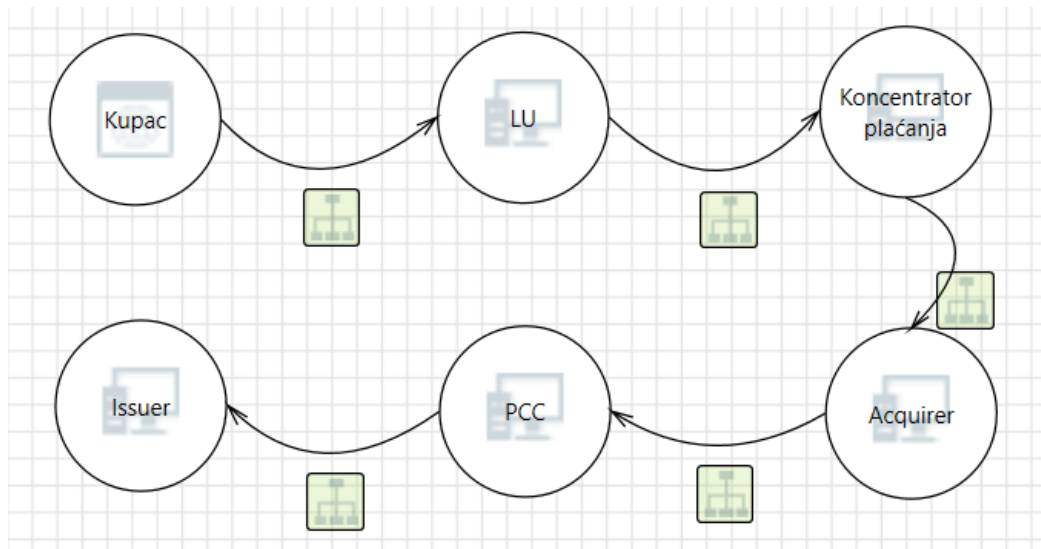 Kupac
LU
Koncentrator
plaćanja
Issuer
PCC
Acquirer